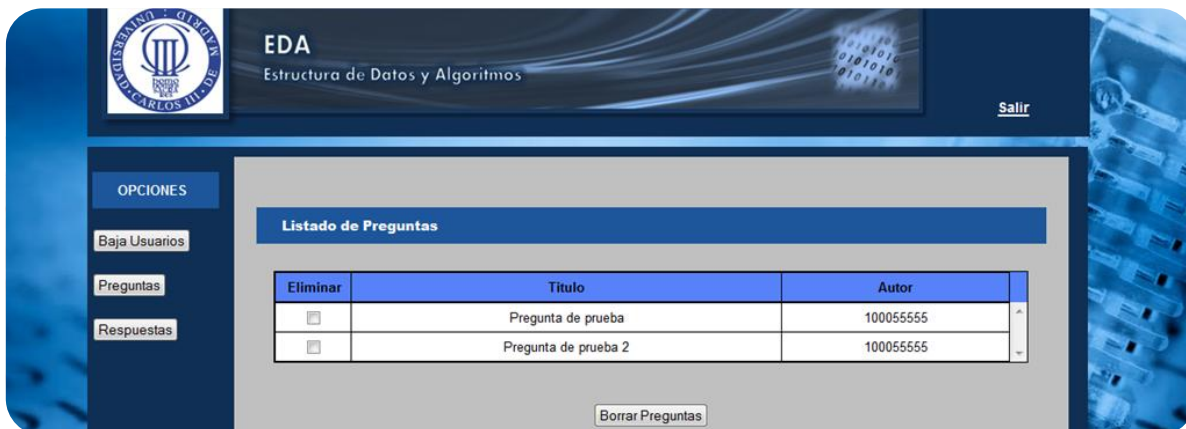 UNIVERSIDAD · CARLOS III · DE MADRID
EDA
Estructura de Datos y Algoritmos
Salir
OPCIONES
Baja Usuarios
Preguntas
Respuestas
Listado de Preguntas
Eliminar Titulo Autor
Pregunta de prueba 100055555
Pregunta de prueba 2 100055555
Borrar Preguntas